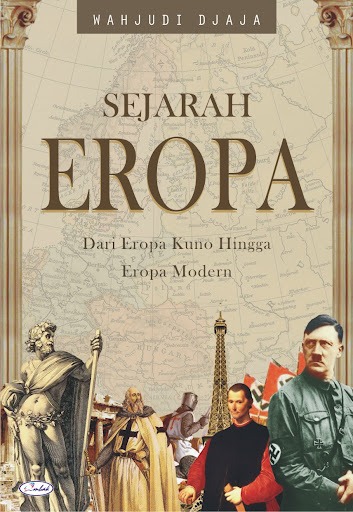 WAHJUDI DJAJA
SEJARAH
EROPA
Dari Eropa Kuno Hingga
Eropa Modern